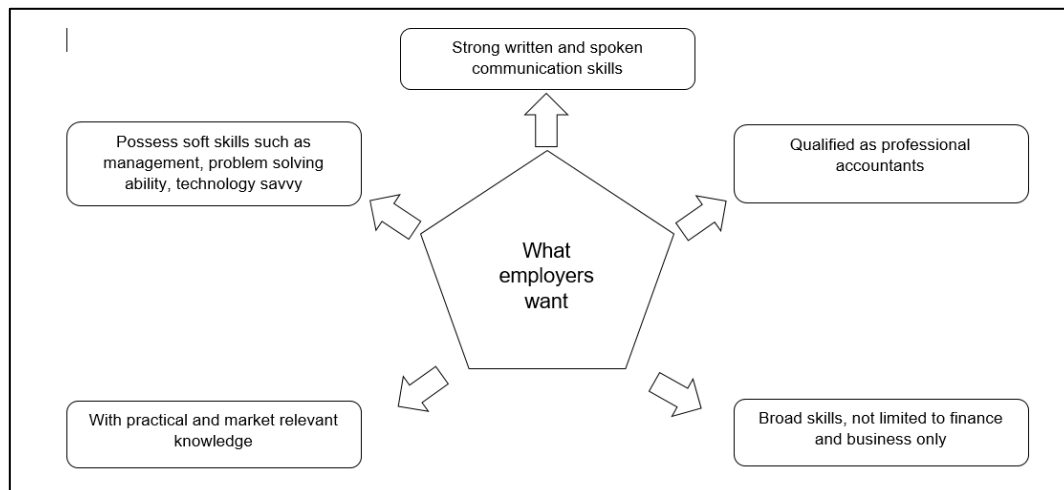 Strong written and spoken
communication skills
Possess soft skills such as
management, problem solving
ability, technology savvy
Qualified as professional
accountants
What
employers
want
With practical and market relevant
knowledge
Broad skills, not limited to finance
and business only